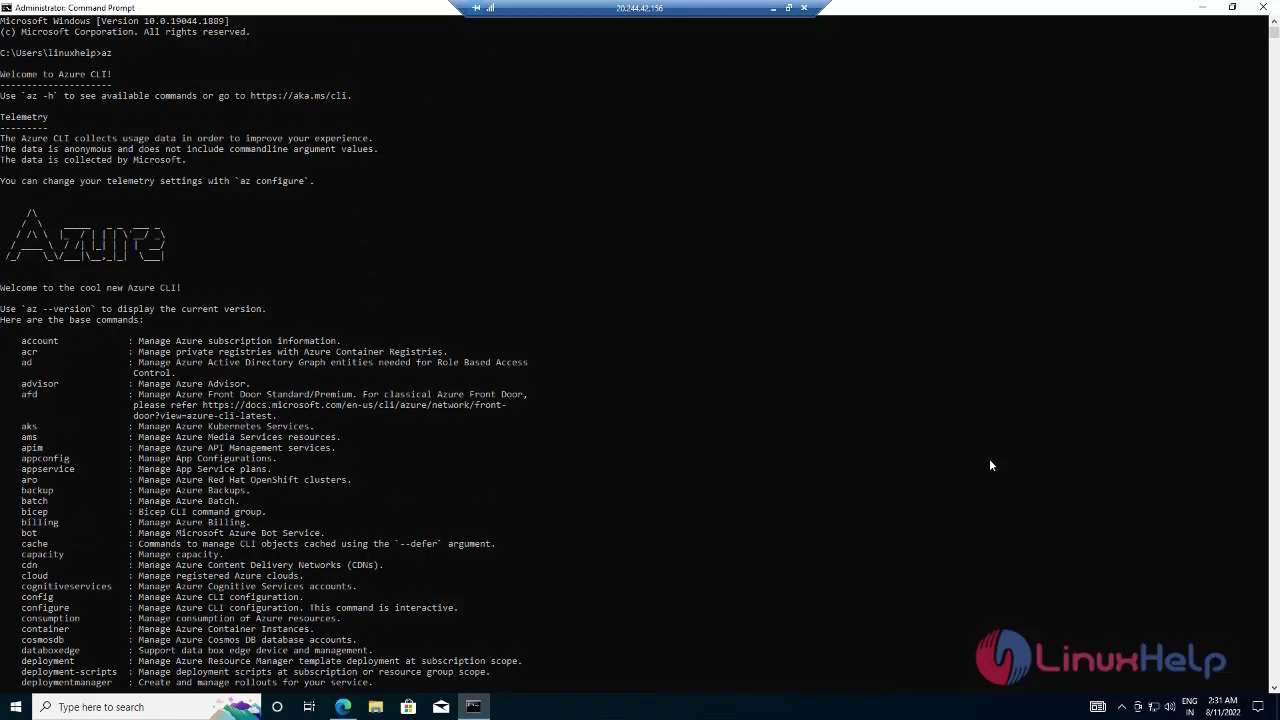 Administrator: Command Prompt
20.244.42.156
Microsoft Windows [Version 10.0.19044.1889]
(c) Microsoft Corporation. All rights reserved.
C:\Users\linuxhelp>az
Welcome to Azure CLI!
---------------------
Use `az -h` to see available commands or go to https://aka.ms/cli.
Telemetry
---------
The Azure CLI collects usage data in order to improve your experience.
The data is anonymous and does not include commandline argument values.
The data is collected by Microsoft.
You can change your telemetry settings with `az configure`.
Azure
Welcome to the cool new Azure CLI!
Use `az --version` to display the current version.
Here are the base commands:
account : Manage Azure subscription information.
acr : Manage private registries with Azure Container Registries.
ad : Manage Azure Active Directory Graph entities needed for Role Based Access
Control.
advisor : Manage Azure Advisor.
afd : Manage Azure Front Door Standard/Premium. For classical Azure Front Door,
please refer https://docs.microsoft.com/en-us/cli/azure/network/front-
door?view=azure-cli-latest.
aks : Manage Azure Kubernetes Services.
ams : Manage Azure Media Services resources.
apim : Manage Azure API Management services.
appconfig : Manage App Configurations.
appservice : Manage App Service plans.
aro : Manage Azure Red Hat OpenShift clusters.
backup : Manage Azure Backups.
batch : Manage Azure Batch.
bicep : Bicep CLI command group.
billing : Manage Azure Billing.
bot : Manage Microsoft Azure Bot Service.
cache : Commands to manage CLI objects cached using the `--defer` argument.
capacity : Manage capacity.
cdn : Manage Azure Content Delivery Networks (CDNs).
cloud : Manage registered Azure clouds.
cognitiveservices : Manage Azure Cognitive Services accounts.
config : Manage Azure CLI configuration.
configure : Manage Azure CLI configuration. This command is interactive.
consumption : Manage consumption of Azure resources.
container : Manage Azure Container Instances.
cosmosdb : Manage Azure Cosmos DB database accounts.
databoxedge : Support data box edge device and management.
deployment : Manage Azure Resource Manager template deployment at subscription scope.
deployment-scripts : Manage deployment scripts at subscription or resource group scope.
deploymentmanager : Create and manage rollouts for your service.
LinuxHelp
Type here to search
ENG
IN
2:31 AM
8/11/2022